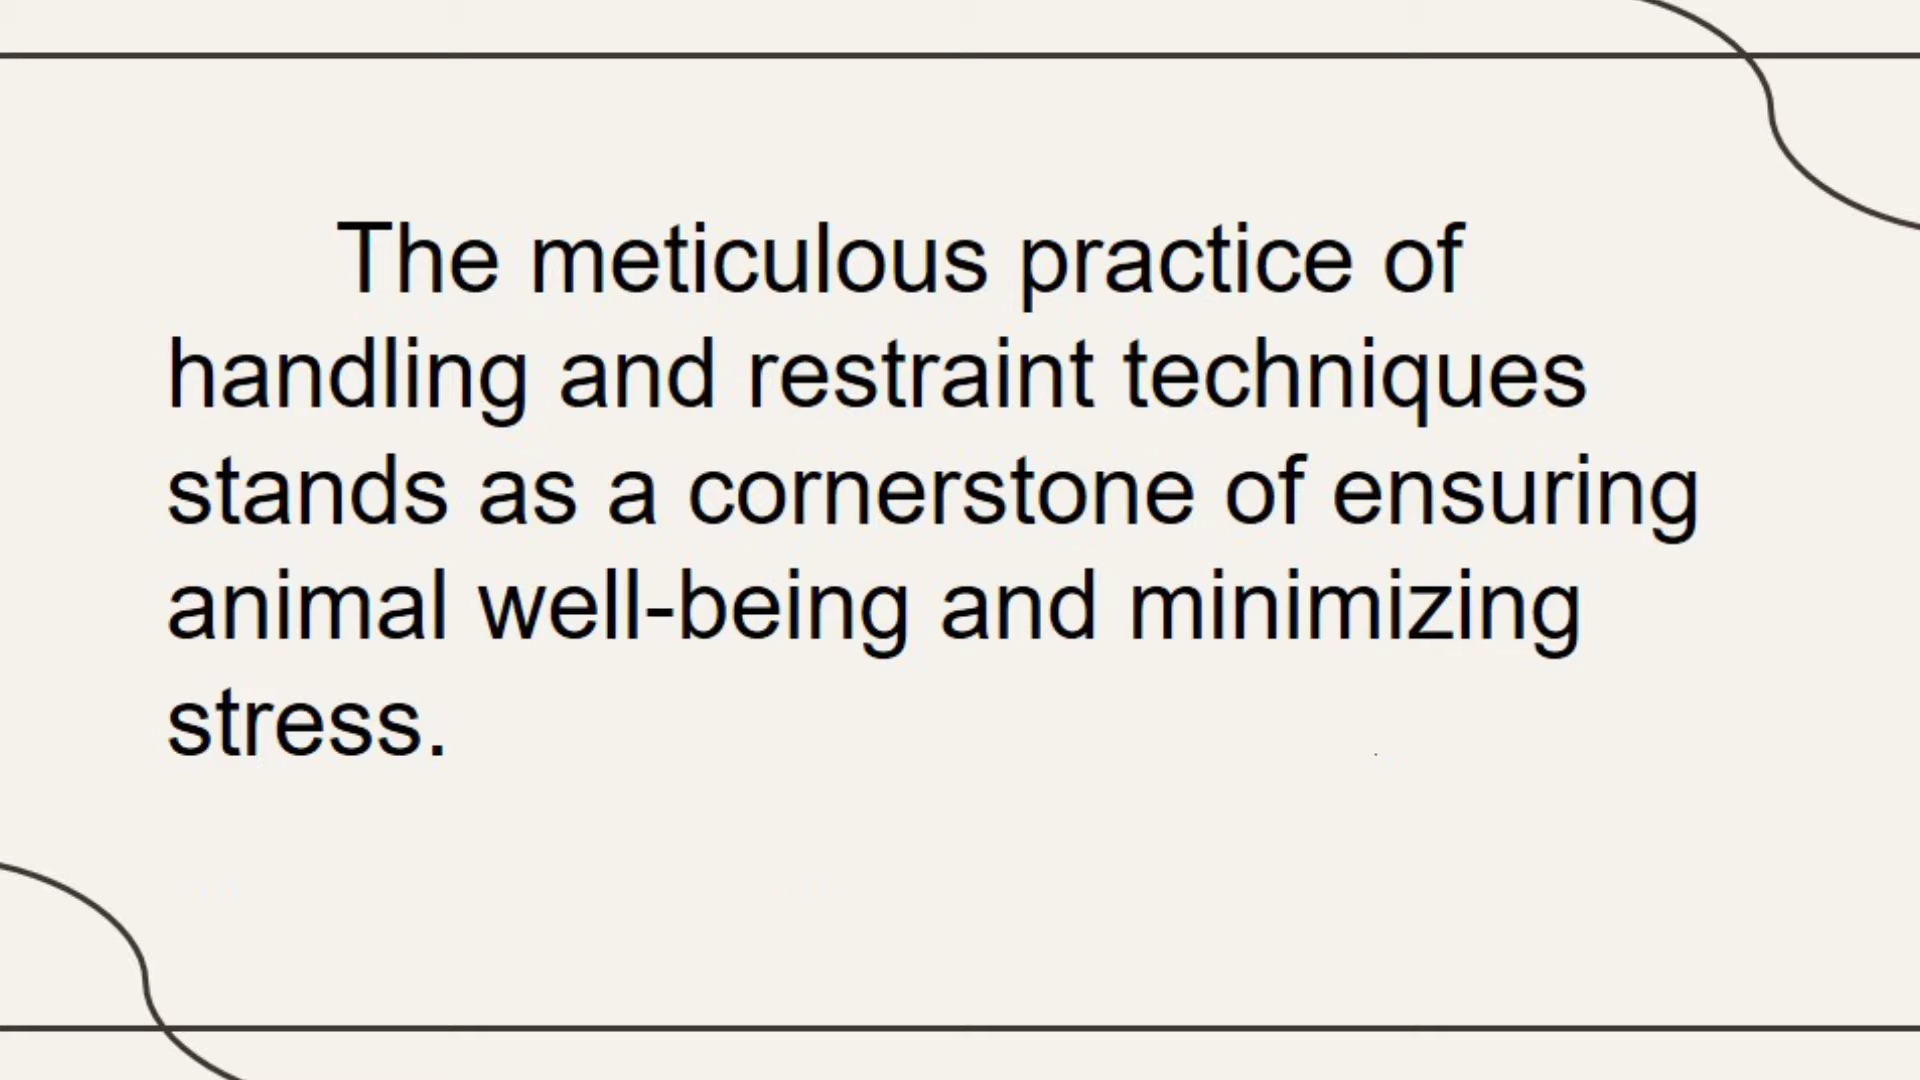 The meticulous practice of
handling and restraint techniques
stands as a cornerstone of ensuring
animal well-being and minimizing
stress.